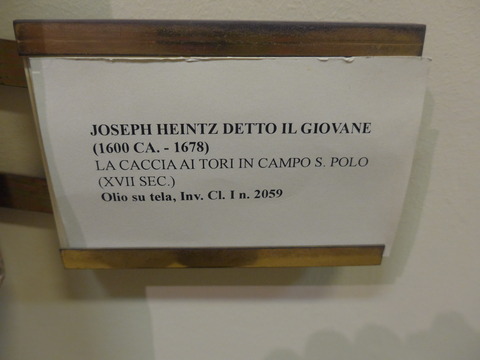 JOSEPH HEINTZ DETTO IL GIOVANE
(1600 CA. - 1678)
LA CACCIA AI TORI IN CAMPO S. POLO
(XVII SEC.)
Olio su tela, Inv. Cl. I n. 2059